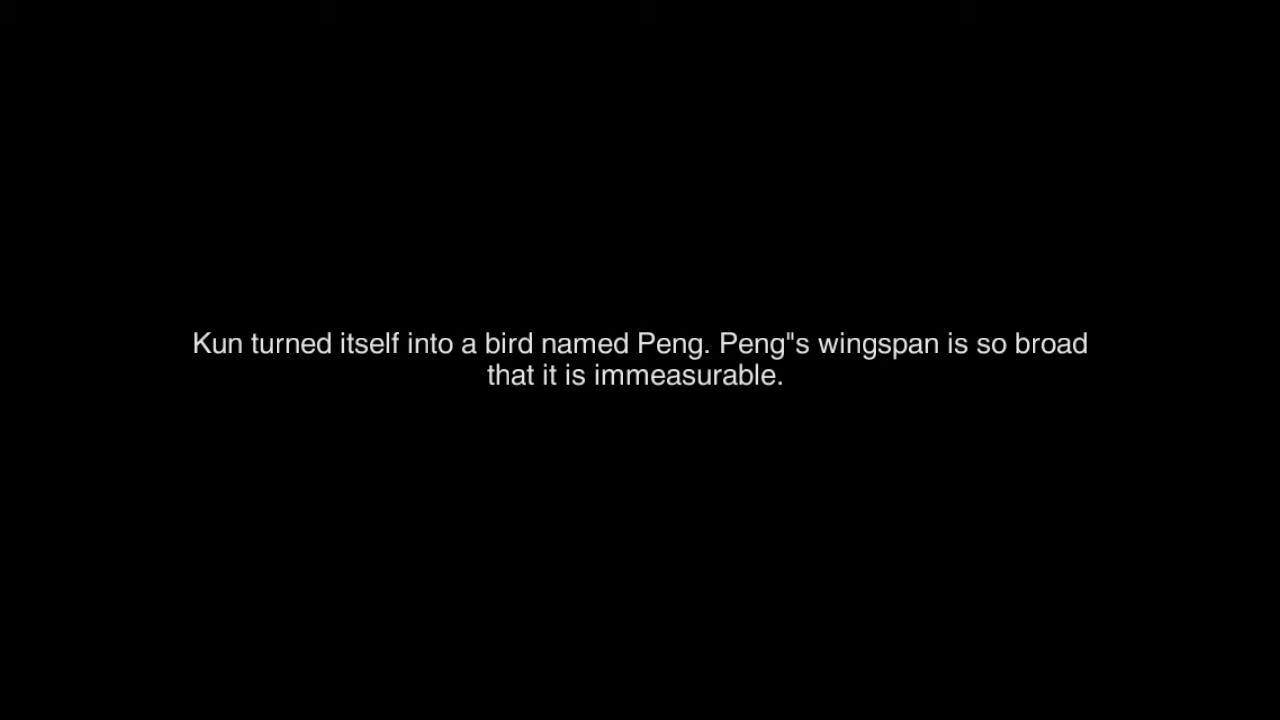 Kun turned itself into a bird named Peng. Peng"s wingspan is so broad
that it is immeasurable.